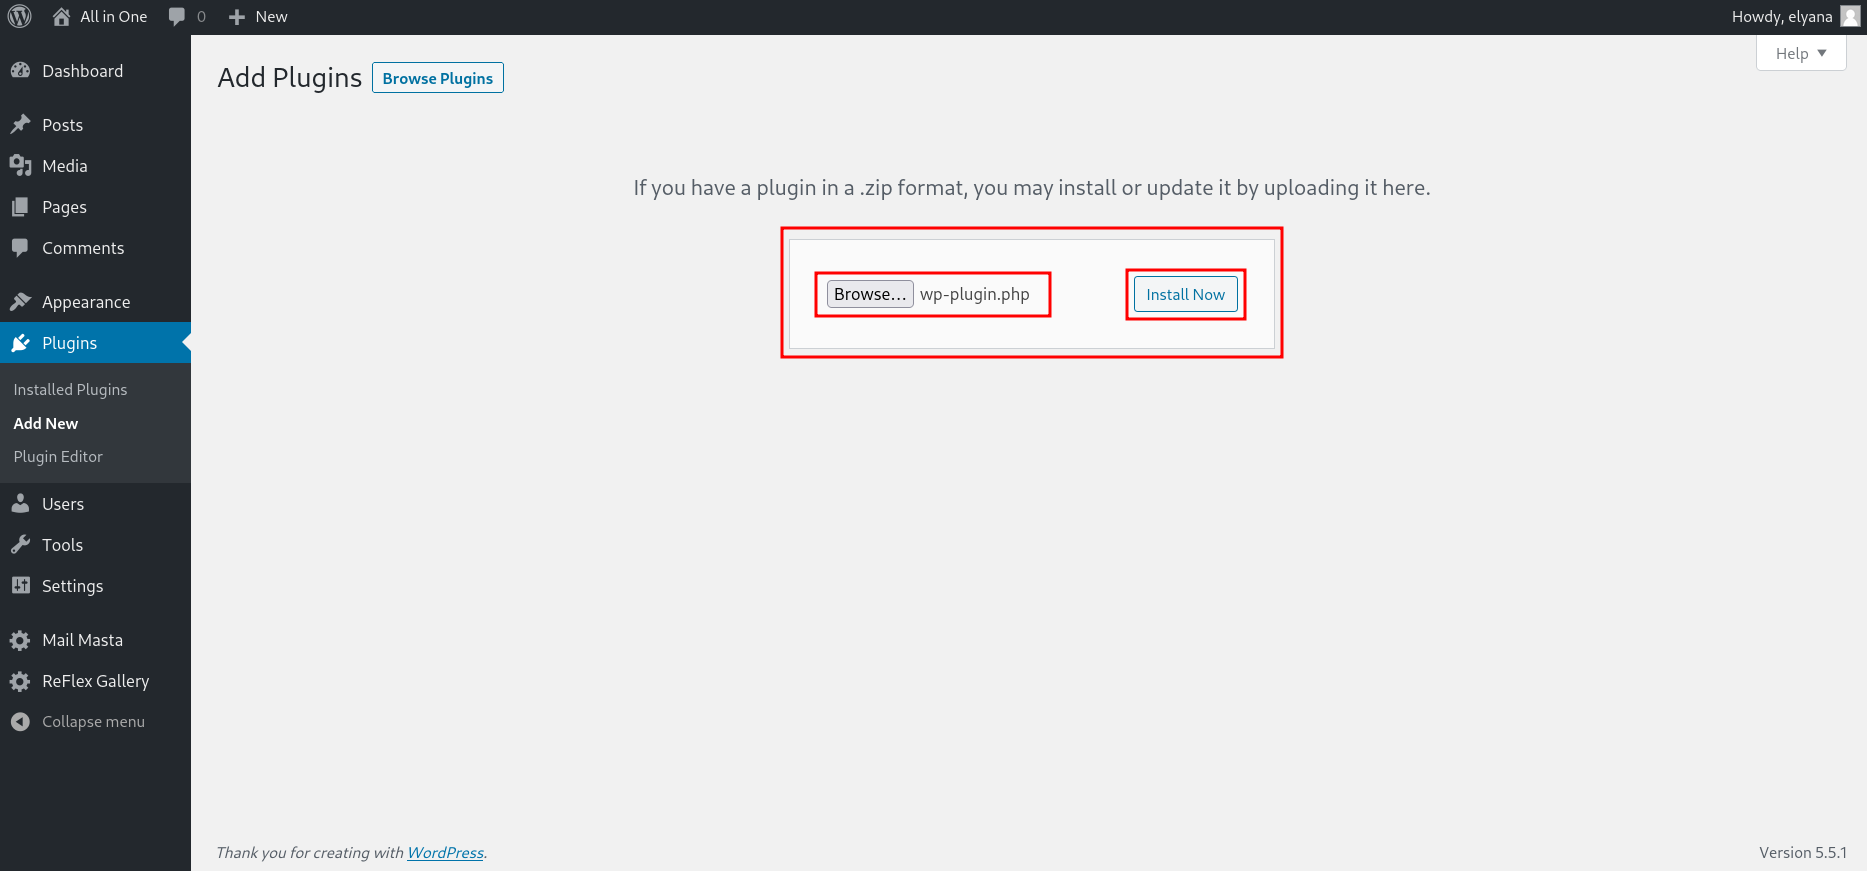 All in One 0 New Howdy, elyana
Help
Add Plugins Browse Plugins
Dashboard
Posts
Media
Pages
Comments
Appearance
Plugins
Installed Plugins
Add New
Plugin Editor
Users
Tools
Settings
Mail Masta
ReFlex Gallery
Collapse menu
If you have a plugin in a .zip format, you may install or update it by uploading it here.
Browse... wp-plugin.php Install Now
Thank you for creating with WordPress. Version 5.5.1